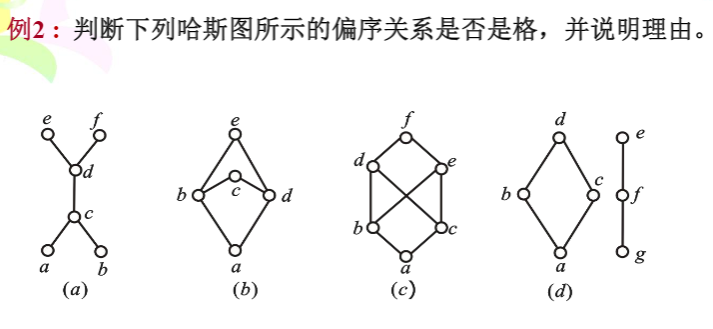 例2：判断下列哈斯图所示的偏序关系是否是格，并说明理由。
e f d c a b
(a)
e b c d a
(b)
f d e b c a
(c)
d b c a e f g
(d)